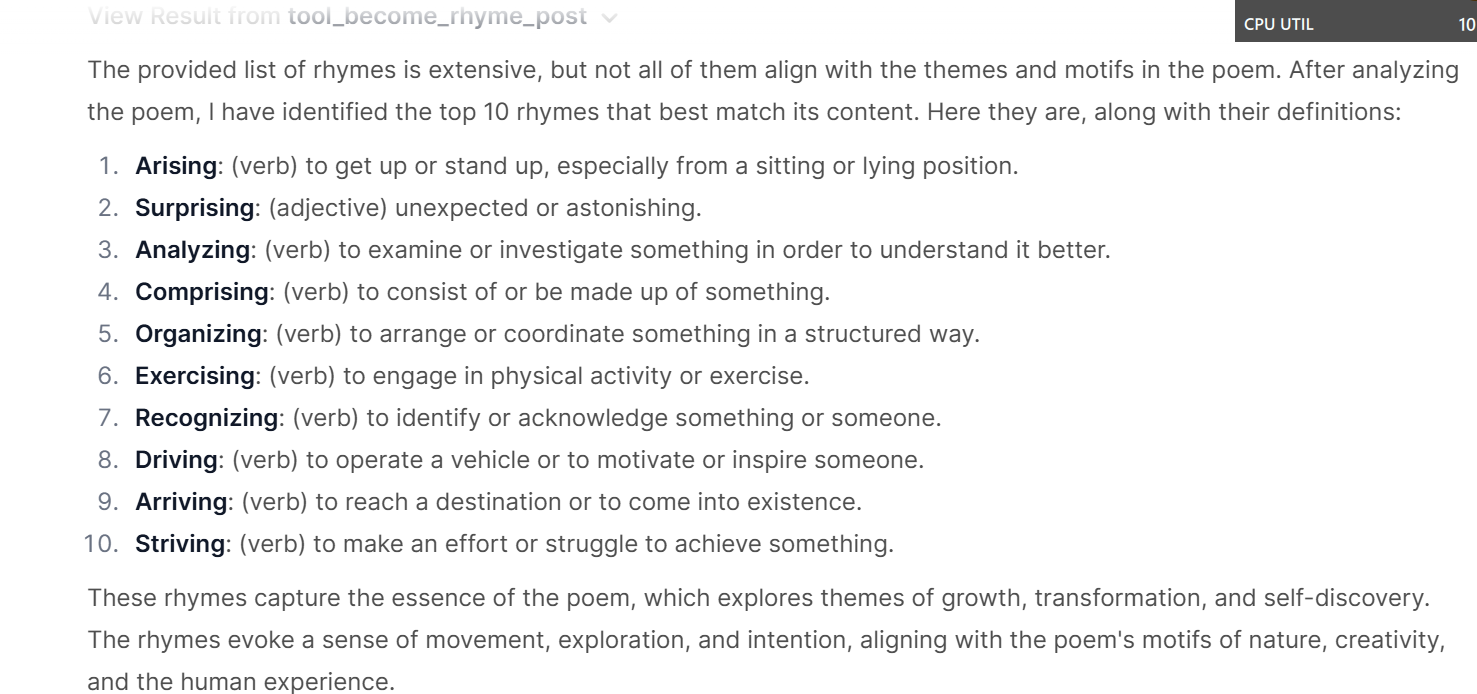 View Result from tool_become_rhyme_post
CPU UTIL 10
The provided list of rhymes is extensive, but not all of them align with the themes and motifs in the poem. After analyzing
the poem, I have identified the top 10 rhymes that best match its content. Here they are, along with their definitions:
1. Arising: (verb) to get up or stand up, especially from a sitting or lying position.
2. Surprising: (adjective) unexpected or astonishing.
3. Analyzing: (verb) to examine or investigate something in order to understand it better.
4. Comprising: (verb) to consist of or be made up of something.
5. Organizing: (verb) to arrange or coordinate something in a structured way.
6. Exercising: (verb) to engage in physical activity or exercise.
7. Recognizing: (verb) to identify or acknowledge something or someone.
8. Driving: (verb) to operate a vehicle or to motivate or inspire someone.
9. Arriving: (verb) to reach a destination or to come into existence.
10. Striving: (verb) to make an effort or struggle to achieve something.
These rhymes capture the essence of the poem, which explores themes of growth, transformation, and self-discovery.
The rhymes evoke a sense of movement, exploration, and intention, aligning with the poem's motifs of nature, creativity,
and the human experience.